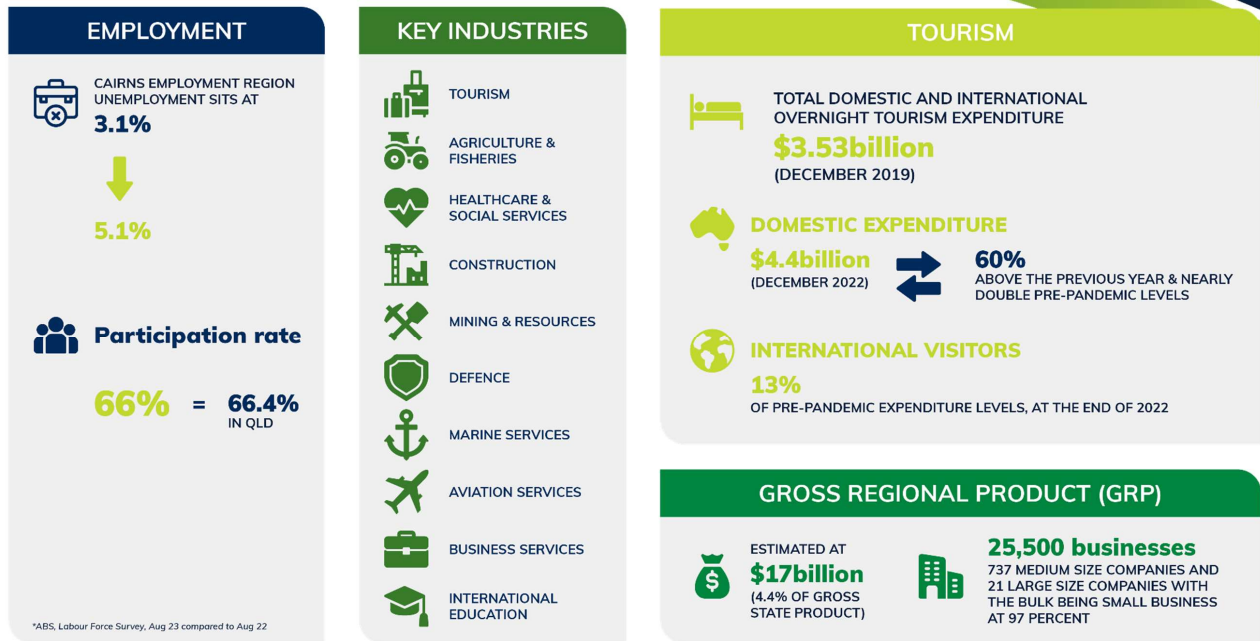 EMPLOYMENT
CAIRNS EMPLOYMENT REGION
UNEMPLOYMENT SITS AT
3.1%
5.1%
Participation rate
66% = 66.4%
IN QLD
*ABS, Labour Force Survey, Aug 23 compared to Aug 22
KEY INDUSTRIES
TOURISM
AGRICULTURE &
FISHERIES
HEALTHCARE &
SOCIAL SERVICES
CONSTRUCTION
MINING & RESOURCES
DEFENCE
MARINE SERVICES
AVIATION SERVICES
BUSINESS SERVICES
INTERNATIONAL
EDUCATION
TOURISM
TOTAL DOMESTIC AND INTERNATIONAL
OVERNIGHT TOURISM EXPENDITURE
$3.53billion
(DECEMBER 2019)
DOMESTIC EXPENDITURE
$4.4billion
(DECEMBER 2022)
60%
ABOVE THE PREVIOUS YEAR & NEARLY
DOUBLE PRE-PANDEMIC LEVELS
INTERNATIONAL VISITORS
13%
OF PRE-PANDEMIC EXPENDITURE LEVELS, AT THE END OF 2022
GROSS REGIONAL PRODUCT (GRP)
$
ESTIMATED AT
$17billion
(4.4% OF GROSS
STATE PRODUCT)
25,500 businesses
737 MEDIUM SIZE COMPANIES AND
21 LARGE SIZE COMPANIES WITH
THE BULK BEING SMALL BUSINESS
AT 97 PERCENT